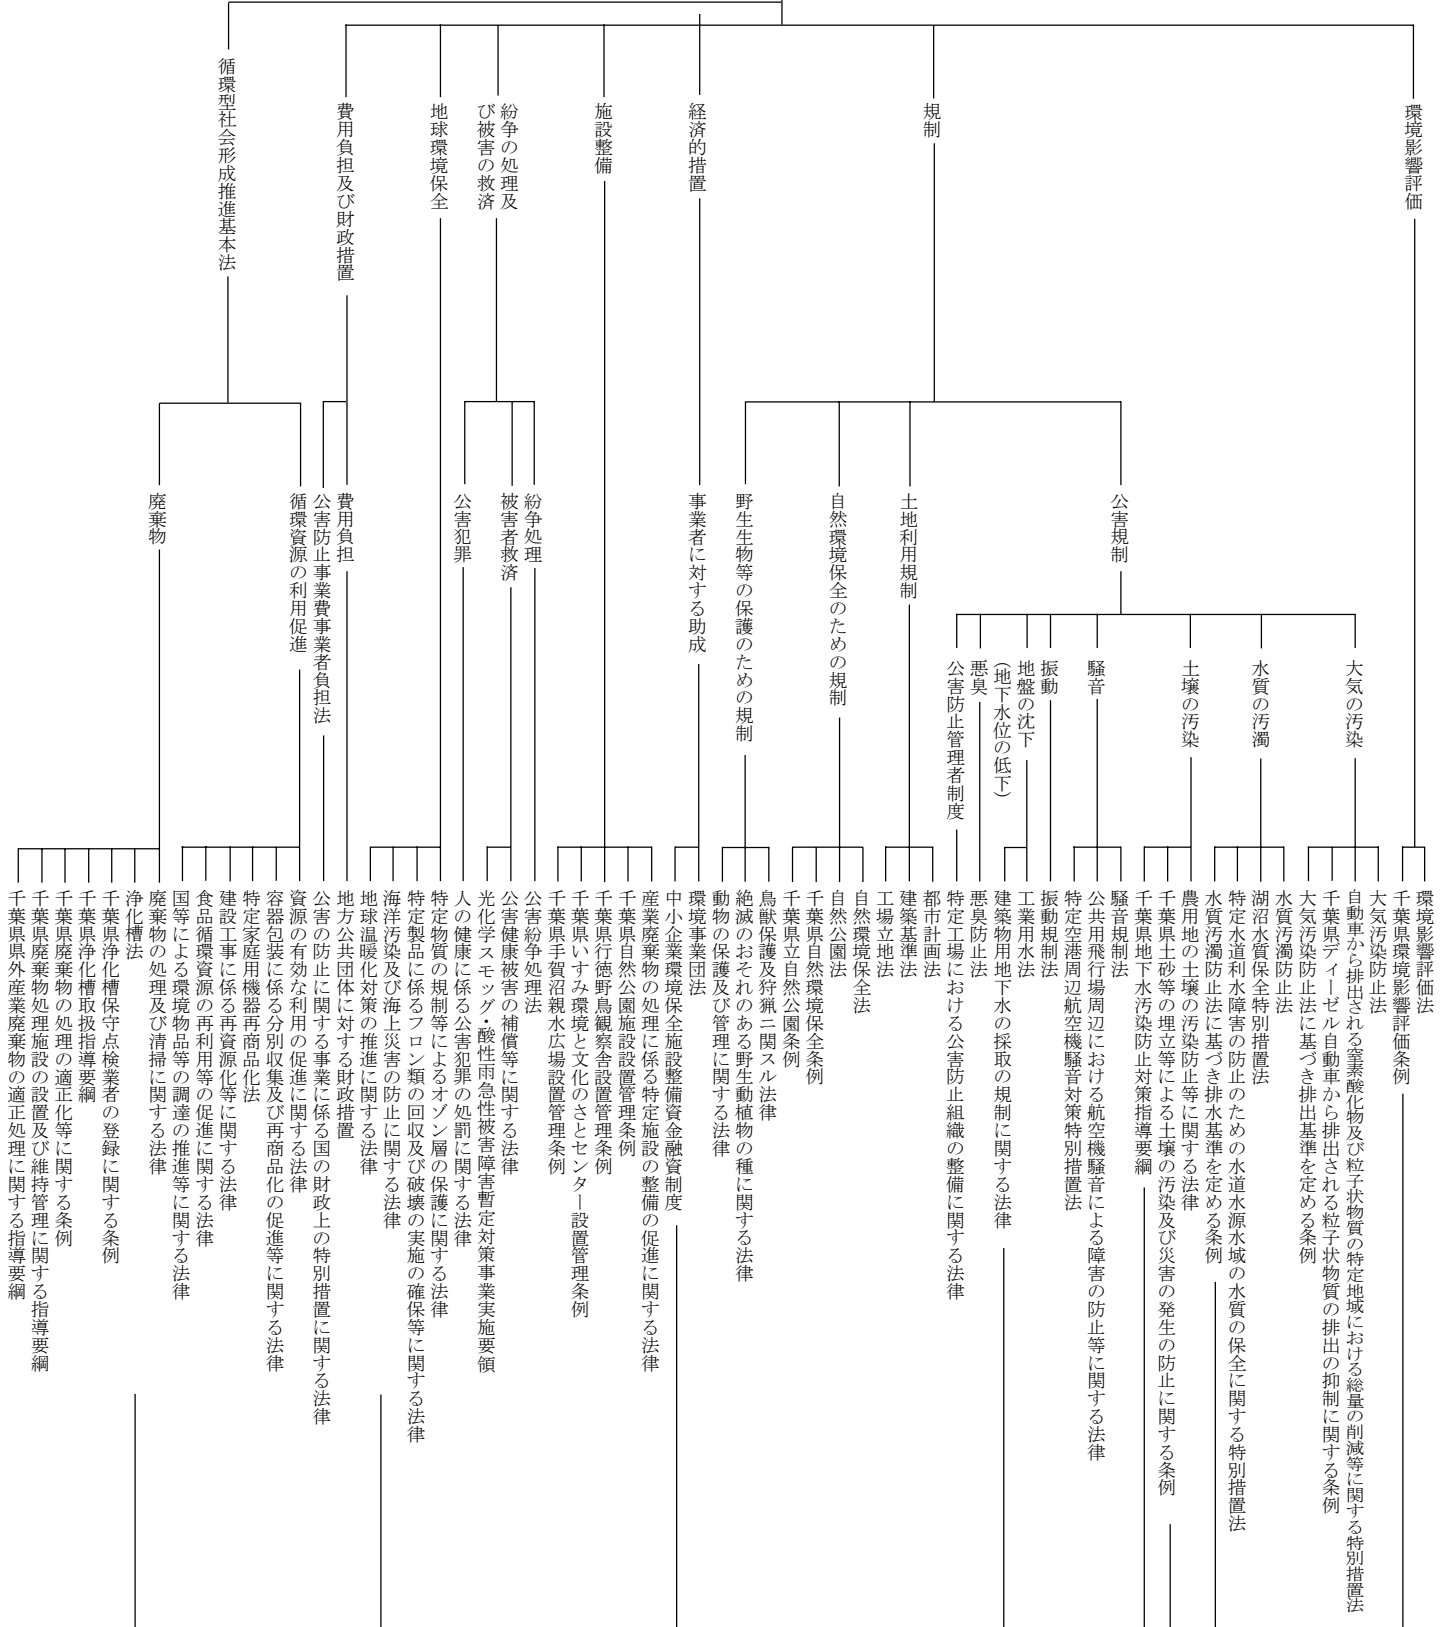 環境影響評価
規制
経済的措置
施設整備
紛争の処理及
び被害の救済
地球環境保全
費用負担及び財政措置
循環型社会形成推進基本法
公害規制
土地利用規制
自然環境保全のための規制
野生生物等の保護のための規制
事業者に対する助成
紛争処理
被害者救済
公害犯罪
費用負担
公害防止事業費事業者負担法
循環資源の利用促進
廃棄物
大気の汚染
水質の汚濁
土壌の汚染
騒音
振動
地盤の沈下
(地下水位の低下)
悪臭
公害防止管理者制度
環境影響評価法
千葉県環境影響評価条例
大気汚染防止法
自動車から排出される窒素酸化物及び粒子状物質の特定地域における総量の削減等に関する特別措置法
千葉県ディーゼル自動車から排出される粒子状物質の排出の抑制に関する条例
大気汚染防止法に基づき排出基準を定める条例
水質汚濁防止法
湖沼水質保全特別措置法
特定水道利水障害の防止のための水道水源水域の水質の保全に関する特別措置法
水質汚濁防止法に基づき排水基準を定める条例
農用地の土壌の汚染防止等に関する法律
千葉県土砂等の埋立等による土壌の汚染及び災害の発生の防止に関する条例
千葉県地下水汚染防止対策指導要綱
騒音規制法
公共用飛行場周辺における航空機騒音による障害の防止等に関する法律
特定空港周辺航空機騒音対策特別措置法
振動規制法
工業用水法
建築物用地下水の採取の規制に関する法律
悪臭防止法
特定工場における公害防止組織の整備に関する法律
都市計画法
建築基準法
工場立地法
自然環境保全法
自然公園法
千葉県自然環境保全条例
千葉県立自然公園条例
鳥獣保護及狩猟ニ関スル法律
絶滅のおそれのある野生動植物の種に関する法律
動物の保護及び管理に関する法律
環境事業団法
中小企業環境保全施設整備資金融資制度
産業廃棄物の処理に係る特定施設の整備の促進に関する法律
千葉県自然公園施設設置管理条例
千葉県行徳野鳥観察舎設置管理条例
千葉県いすみ環境と文化のさとセンター設置管理条例
千葉県手賀沼親水広場設置管理条例
公害紛争処理法
公害健康被害の補償等に関する法律
光化学スモッグ・酸性雨急性被害障害暫定対策事業実施要領
人の健康に係る公害犯罪の処罰に関する法律
特定物質の規制等によるオゾン層の保護に関する法律
特定製品に係るフロン類の回収及び破壊の実施の確保等に関する法律
海洋汚染及び海上災害の防止に関する法律
地球温暖化対策の推進に関する法律
地方公共団体に対する財政措置
公害の防止に関する事業に係る国の財政上の特別措置に関する法律
資源の有効な利用の促進に関する法律
容器包装に係る分別収集及び再商品化の促進等に関する法律
特定家庭用機器再商品化法
建設工事に係る再資源化等に関する法律
食品循環資源の再利用等の促進に関する法律
国等による環境物品等の調達の推進等に関する法律
廃棄物の処理及び清掃に関する法律
浄化槽法
千葉県浄化槽保守点検業者の登録に関する条例
千葉県浄化槽取扱指導要綱
千葉県廃棄物の処理の適正化等に関する条例
千葉県廃棄物処理施設の設置及び維持管理に関する指導要綱
千葉県県外産業廃棄物の適正処理に関する指導要綱